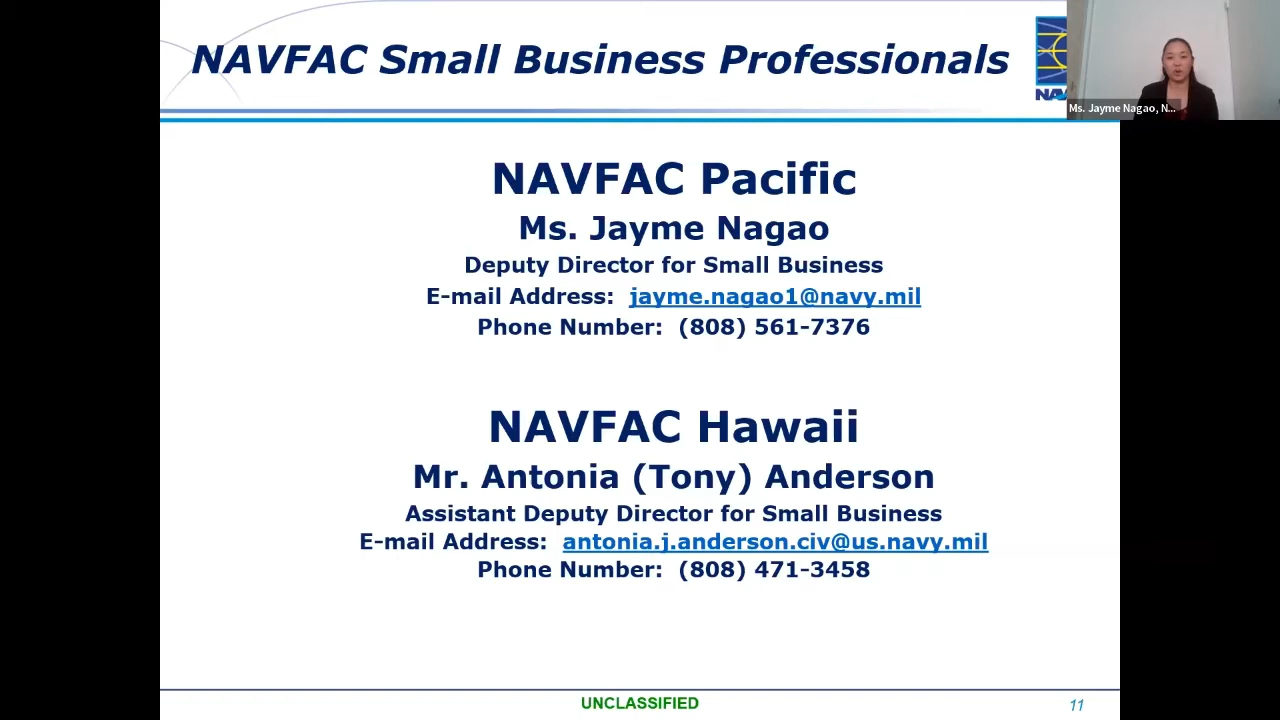 NAVFAC Small Business Professionals
NAV
Ms. Jayme Nagao, N...
NAVFAC Pacific
Ms. Jayme Nagao
Deputy Director for Small Business
E-mail Address: jayme.nagao1@navy.mil
Phone Number: (808) 561-7376
NAVFAC Hawaii
Mr. Antonia (Tony) Anderson
Assistant Deputy Director for Small Business
E-mail Address: antonia.j.anderson.civ@us.navy.mil
Phone Number: (808) 471-3458
UNCLASSIFIED
11